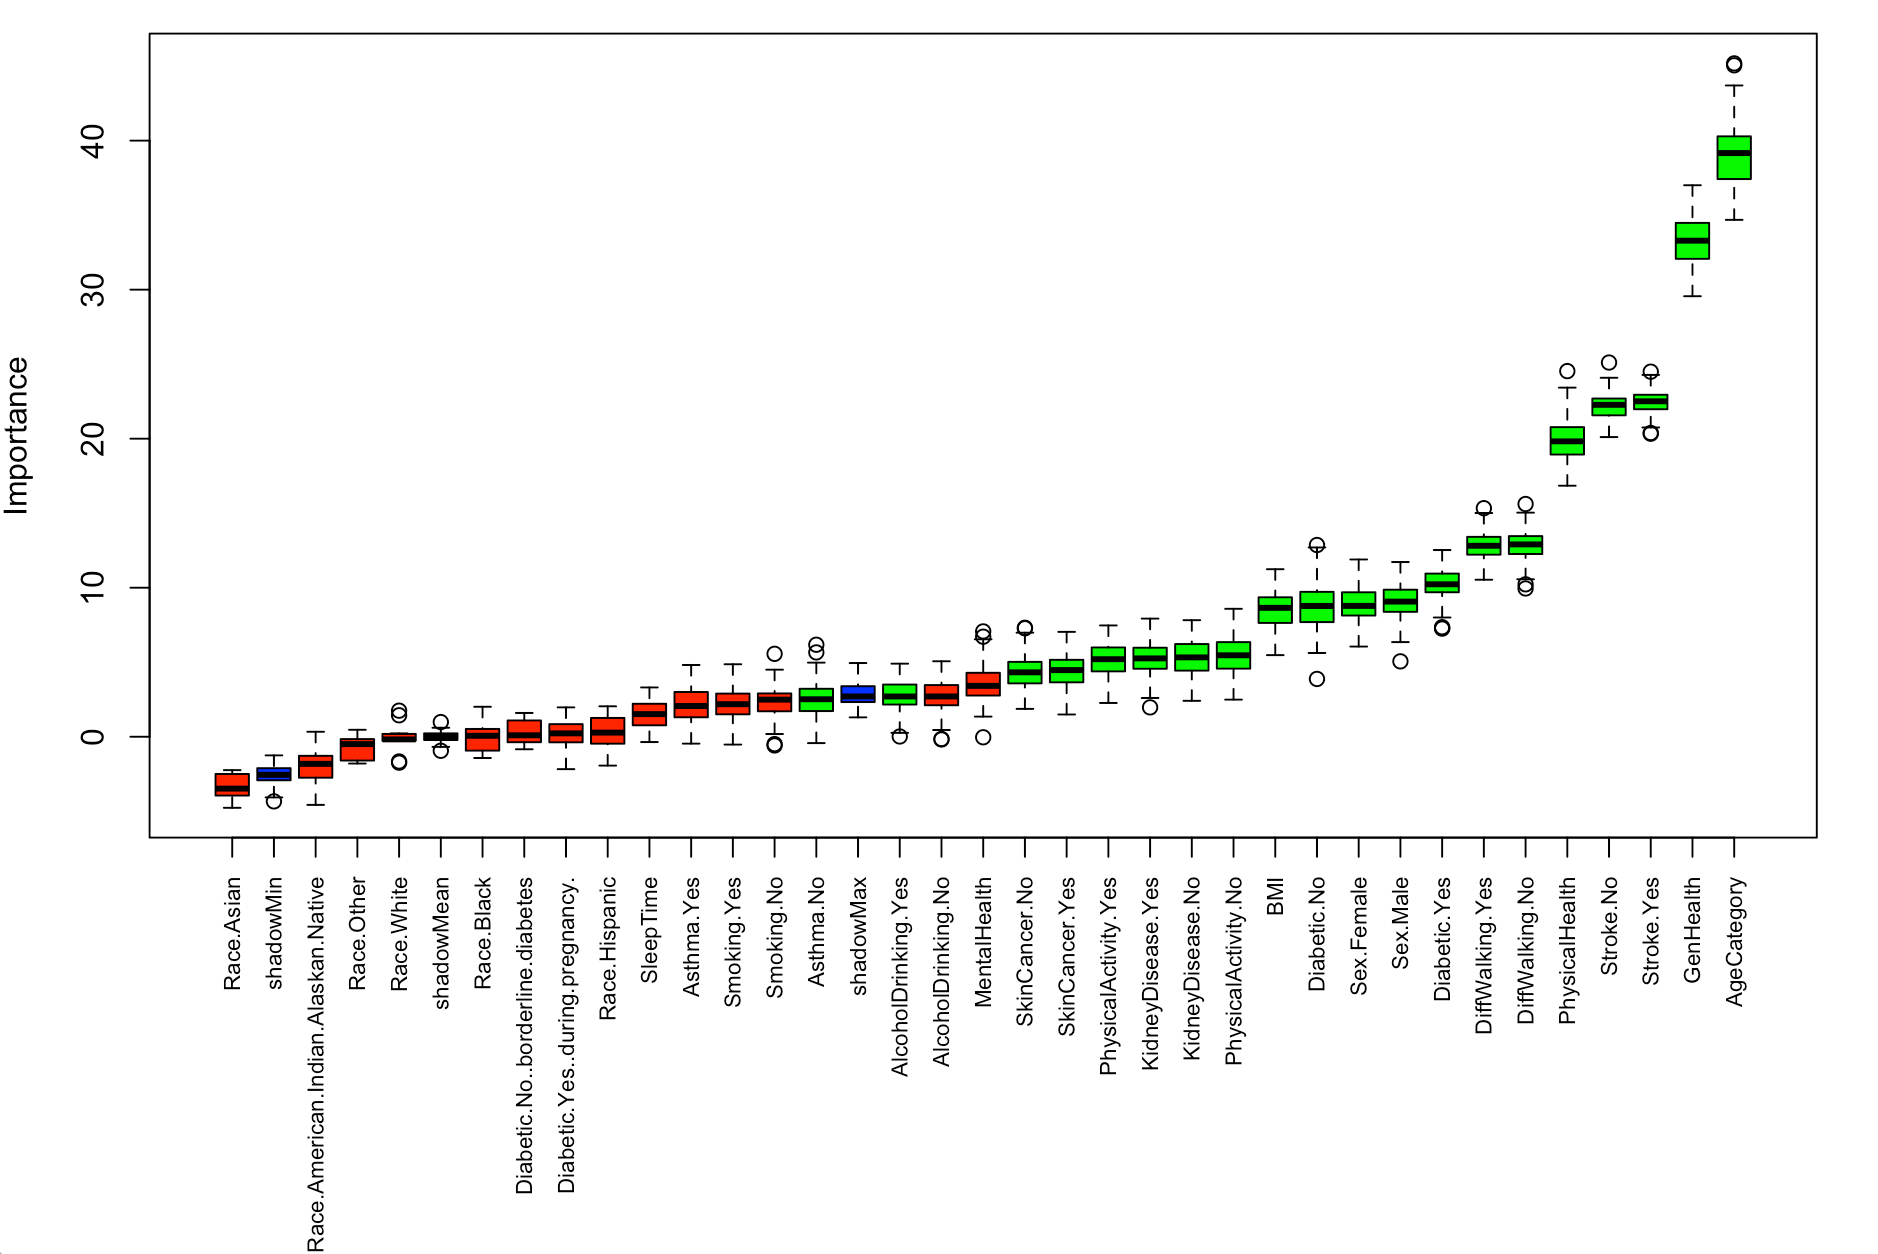 Importance
40
30
20
10
0
Race.Asian
shadowMin
Race.American.Indian.Alaskan.Native
Race.Other
Race.White
shadowMean
Race.Black
Diabetic.No..borderline.diabetes
Diabetic.Yes..during.pregnancy.
Race.Hispanic
SleepTime
Asthma.Yes
Smoking.Yes
Smoking.No
Asthma.No
shadowMax
AlcoholDrinking.Yes
AlcoholDrinking.No
MentalHealth
SkinCancer.No
SkinCancer.Yes
PhysicalActivity.Yes
KidneyDisease.Yes
KidneyDisease.No
PhysicalActivity.No
BMI
Diabetic.No
Sex.Female
Sex.Male
Diabetic.Yes
DiffWalking.Yes
DiffWalking.No
PhysicalHealth
Stroke.No
Stroke.Yes
GenHealth
AgeCategory